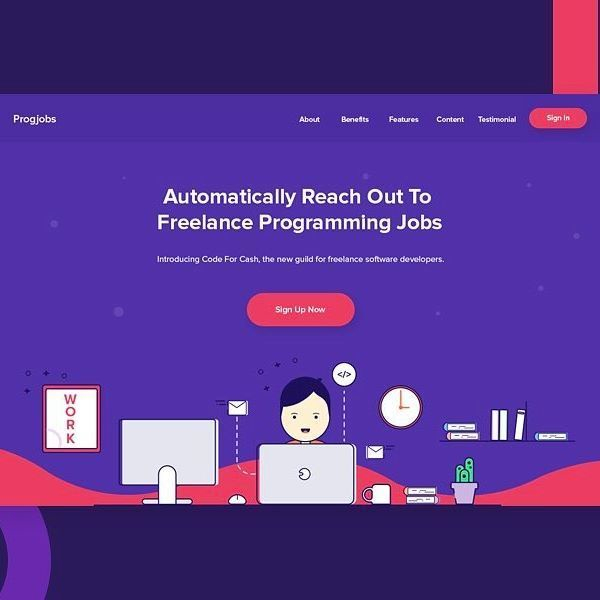 Progjobs
About Benefits Features Content Testimonial Sign In
Automatically Reach Out To
Freelance Programming Jobs
Introducing Code For Cash, the new guild for freelance software developers.
Sign Up Now
</>
W
O
R
K